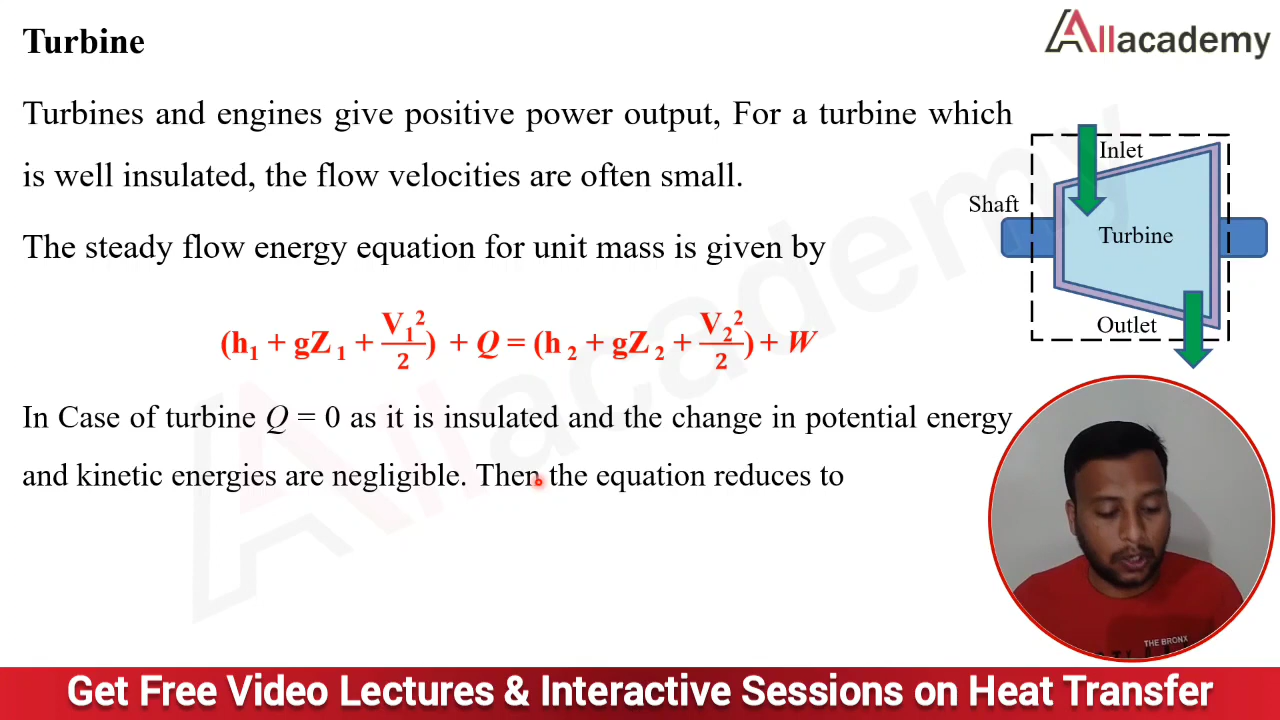 Turbine
Allacademy
Turbines and engines give positive power output, For a turbine which
is well insulated, the flow velocities are often small.
The steady flow energy equation for unit mass is given by
(h₁ + gZ₁ + V₁²/2) + Q = (h₂ + gZ₂ + V₂²/2) + W
In Case of turbine Q = 0 as it is insulated and the change in potential energy
and kinetic energies are negligible. Then the equation reduces to
Inlet
Shaft
Turbine
Outlet
Allacademy
THE BRONX
Get Free Video Lectures & Interactive Sessions on Heat Transfer